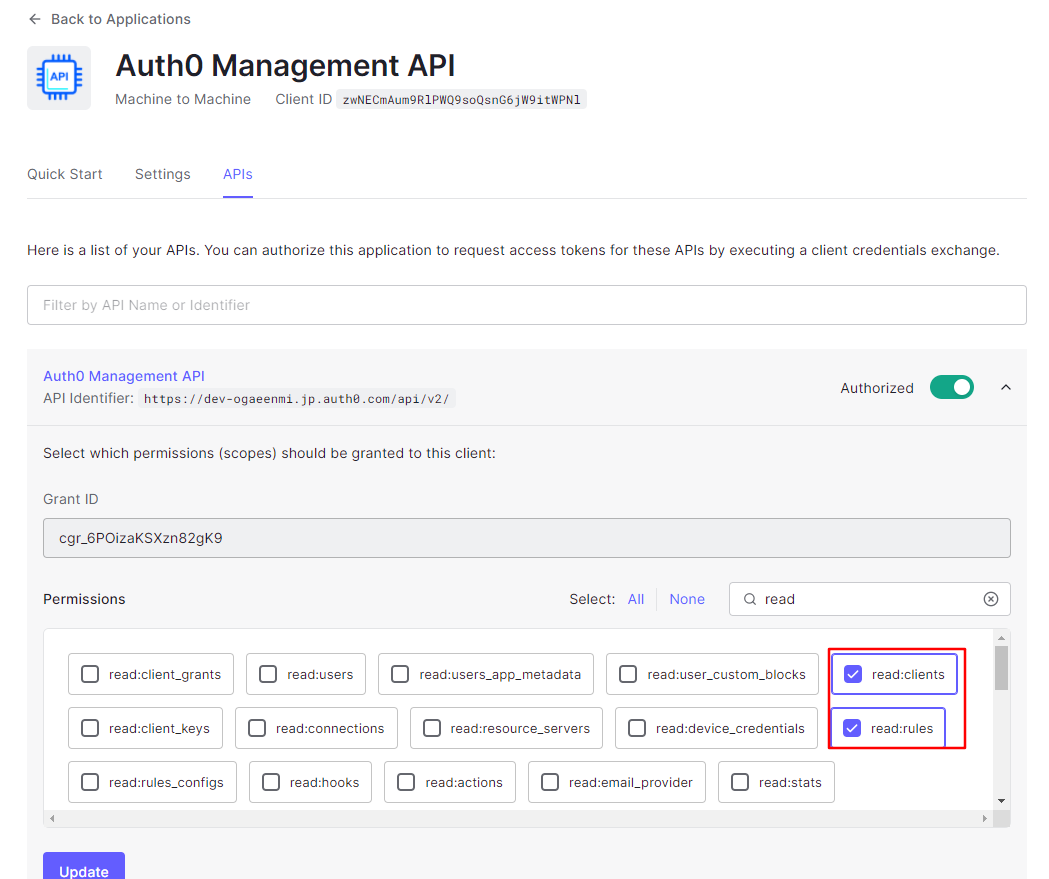 Back to Applications
API
Auth0 Management API
Machine to Machine Client ID zwNECmAum9RlPWQ9soQsnG6jW9itWPNl
Quick Start Settings APIs
Here is a list of your APIs. You can authorize this application to request access tokens for these APIs by executing a client credentials exchange.
Filter by API Name or Identifier
Auth0 Management API
API Identifier: https://dev-ogaeenmi.jp.auth0.com/api/v2/
Authorized
Select which permissions (scopes) should be granted to this client:
Grant ID
cgr_6POizaKSXzn82gK9
Permissions Select: All None read
read:client_grants read:users read:users_app_metadata read:user_custom_blocks read:clients
read:client_keys read:connections read:resource_servers read:device_credentials read:rules
read:rules_configs read:hooks read:actions read:email_provider read:stats
Update